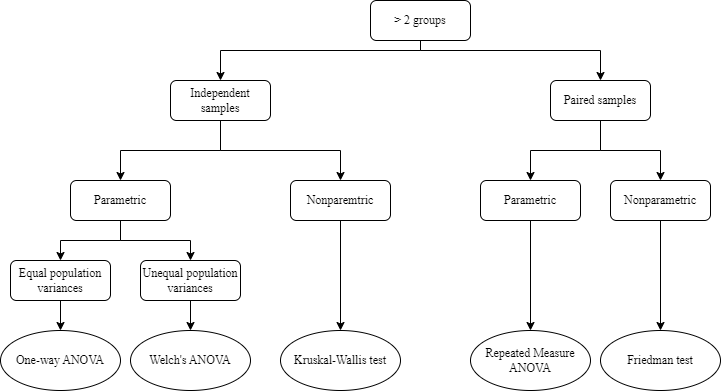 > 2 groups
Independent
samples
Paired samples
Parametric
Nonparemtric
Parametric
Nonparametric
Equal population
variances
Unequal population
variances
One-way ANOVA
Welch's ANOVA
Kruskal-Wallis test
Repeated Measure
ANOVA
Friedman test